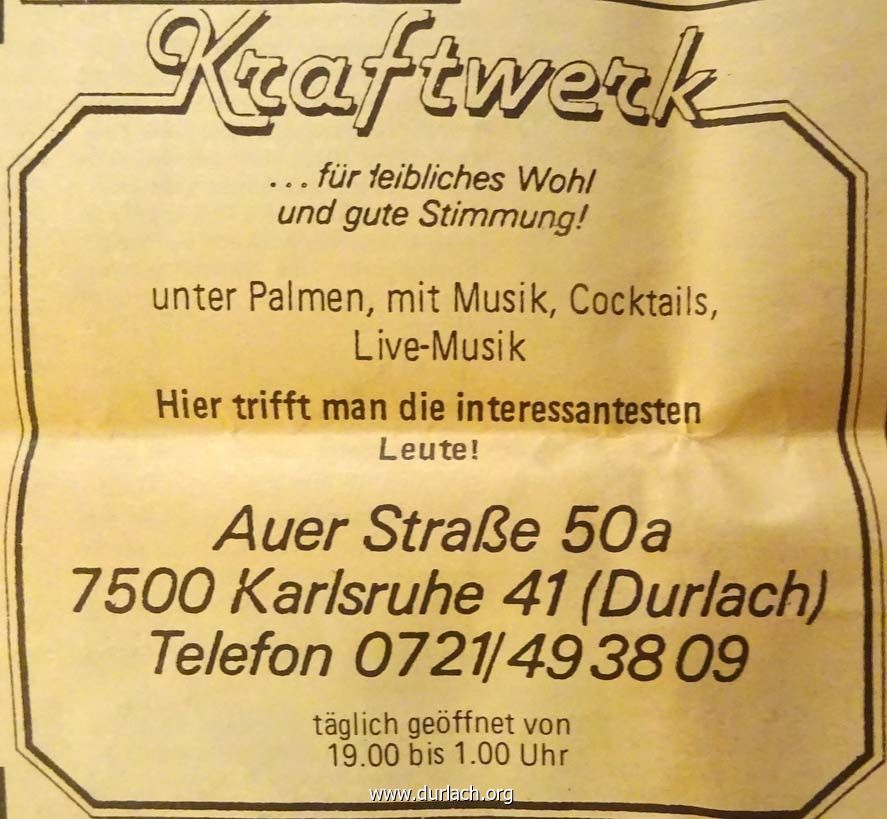 Kraftwerk
... für leibliches Wohl
und gute Stimmung!
unter Palmen, mit Musik, Cocktails,
Live-Musik
Hier trifft man die interessantesten
Leute!
Auer Straße 50a
7500 Karlsruhe 41 (Durlach)
Telefon 0721/49 38 09
täglich geöffnet von
19.00 bis 1.00 Uhr
www.durlach.org